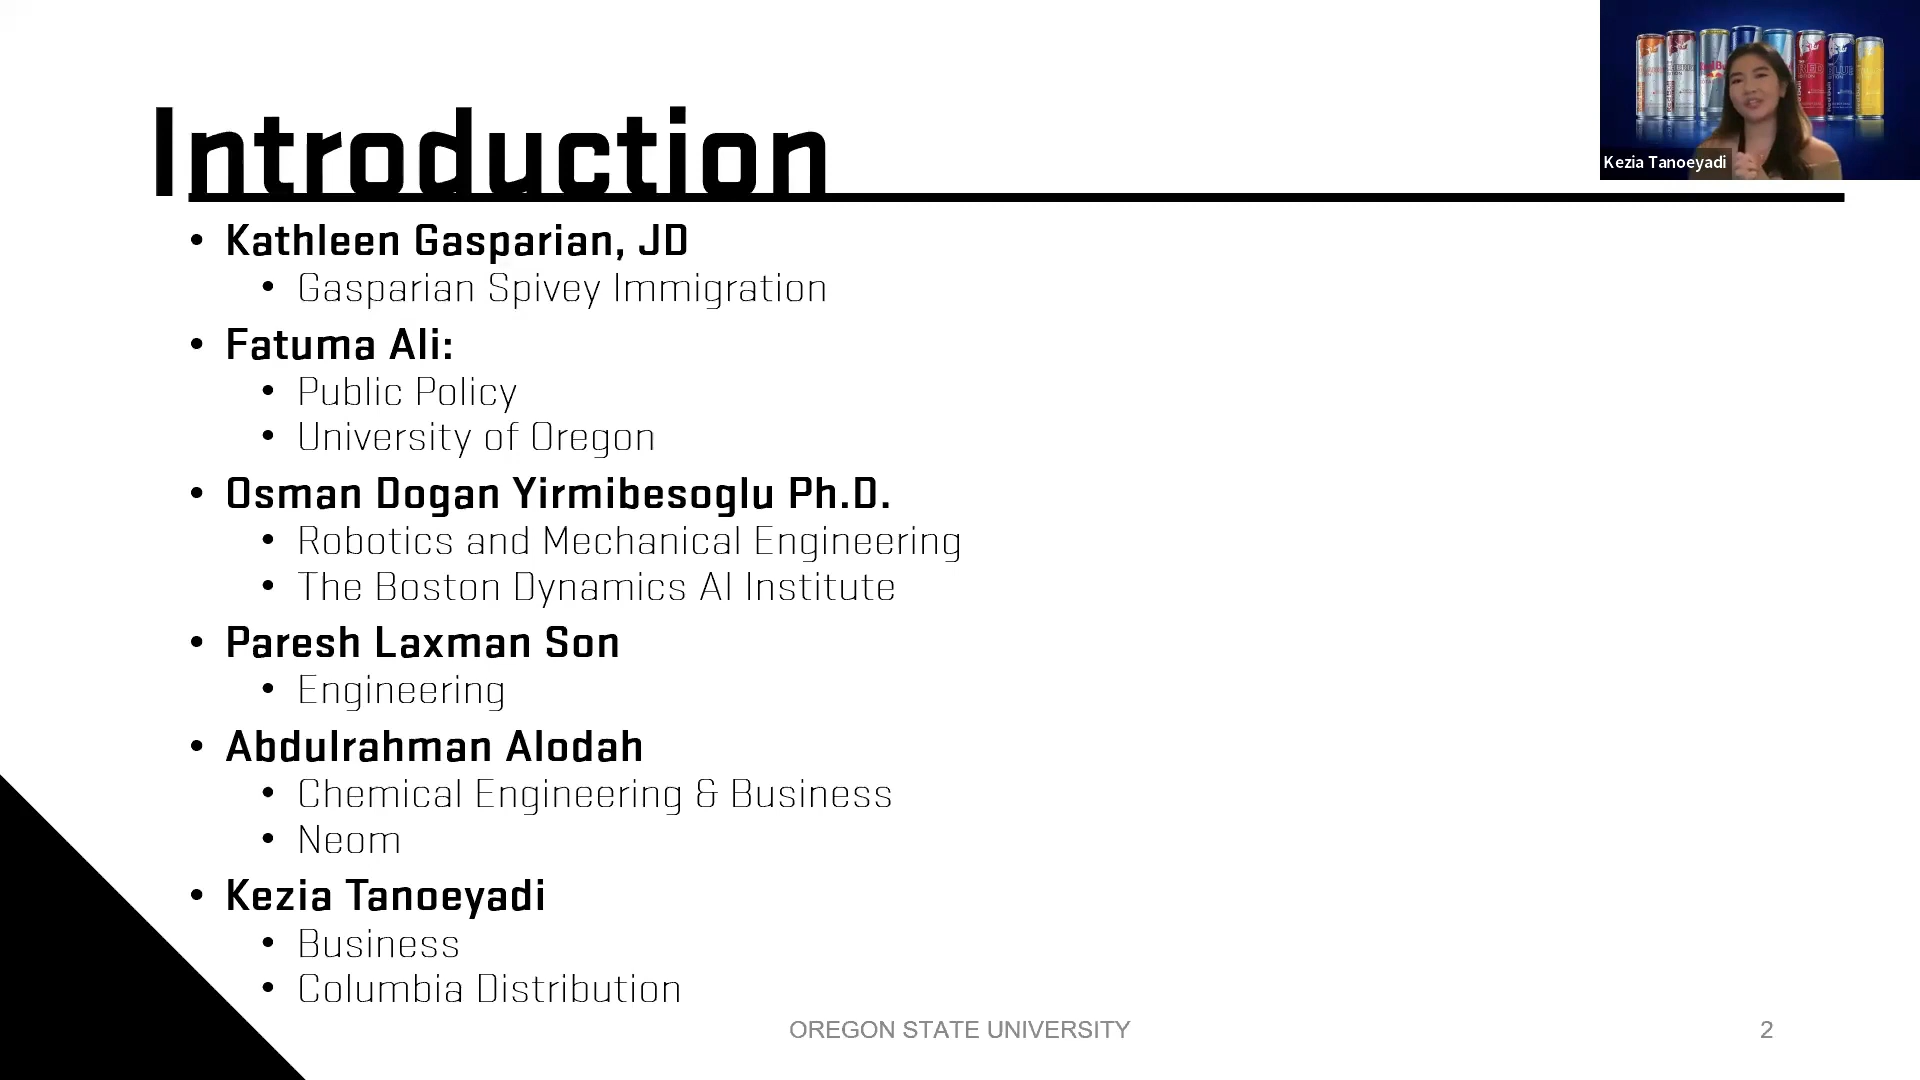 Introduction
Kezia Tanoeyadi
• Kathleen Gasparian, JD
• Gasparian Spivey Immigration
• Fatuma Ali:
• Public Policy
• University of Oregon
• Osman Dogan Yirmibesoglu Ph.D.
• Robotics and Mechanical Engineering
• The Boston Dynamics AI Institute
• Paresh Laxman Son
• Engineering
• Abdulrahman Alodah
• Chemical Engineering & Business
• Neom
• Kezia Tanoeyadi
• Business
• Columbia Distribution
OREGON STATE UNIVERSITY
2